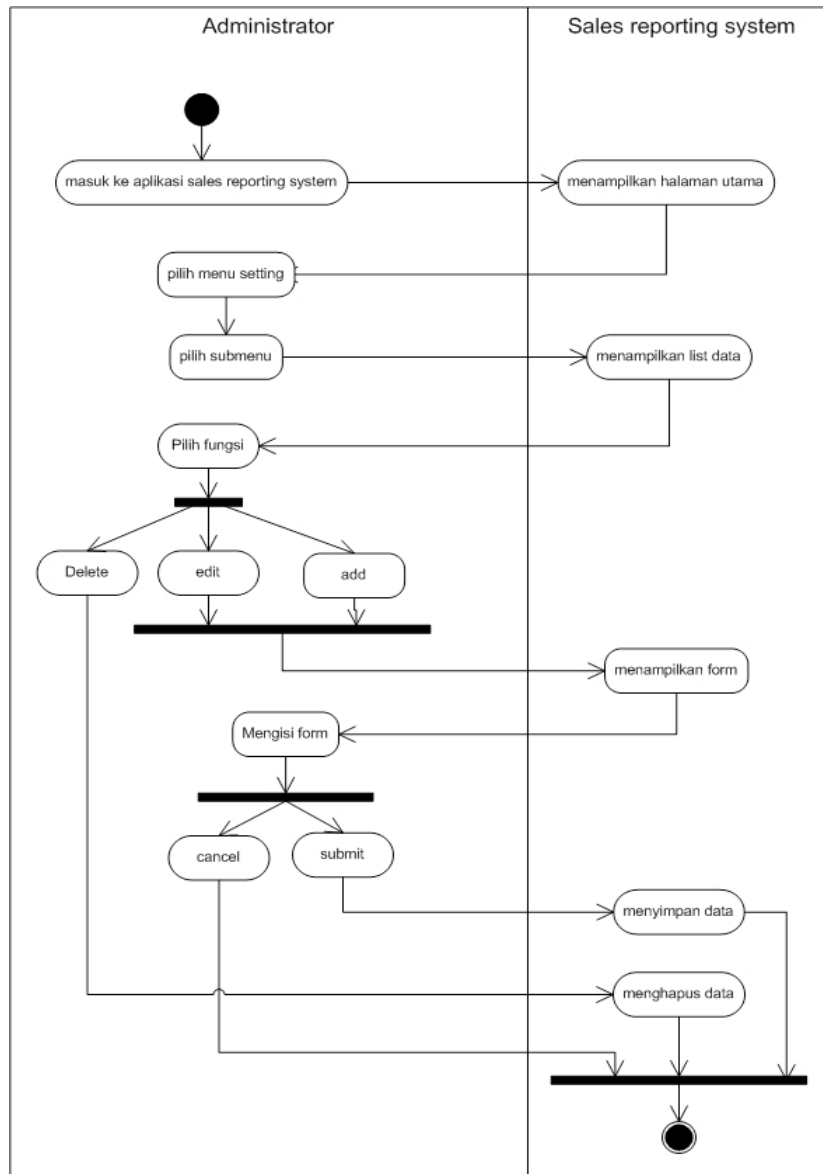 Administrator
Sales reporting system
masuk ke aplikasi sales reporting system
menampilkan halaman utama
pilih menu setting
pilih submenu
menampilkan list data
Pilih fungsi
Delete
edit
add
menampilkan form
Mengisi form
cancel
submit
menyimpan data
menghapus data